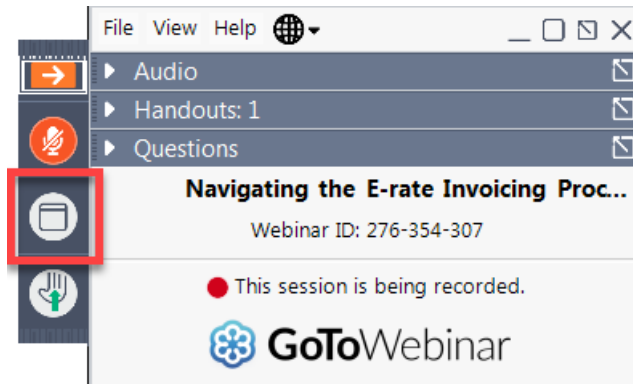 File View Help
Audio
Handouts: 1
Questions
Navigating the E-rate Invoicing Proc...
Webinar ID: 276-354-307
This session is being recorded.
GoToWebinar